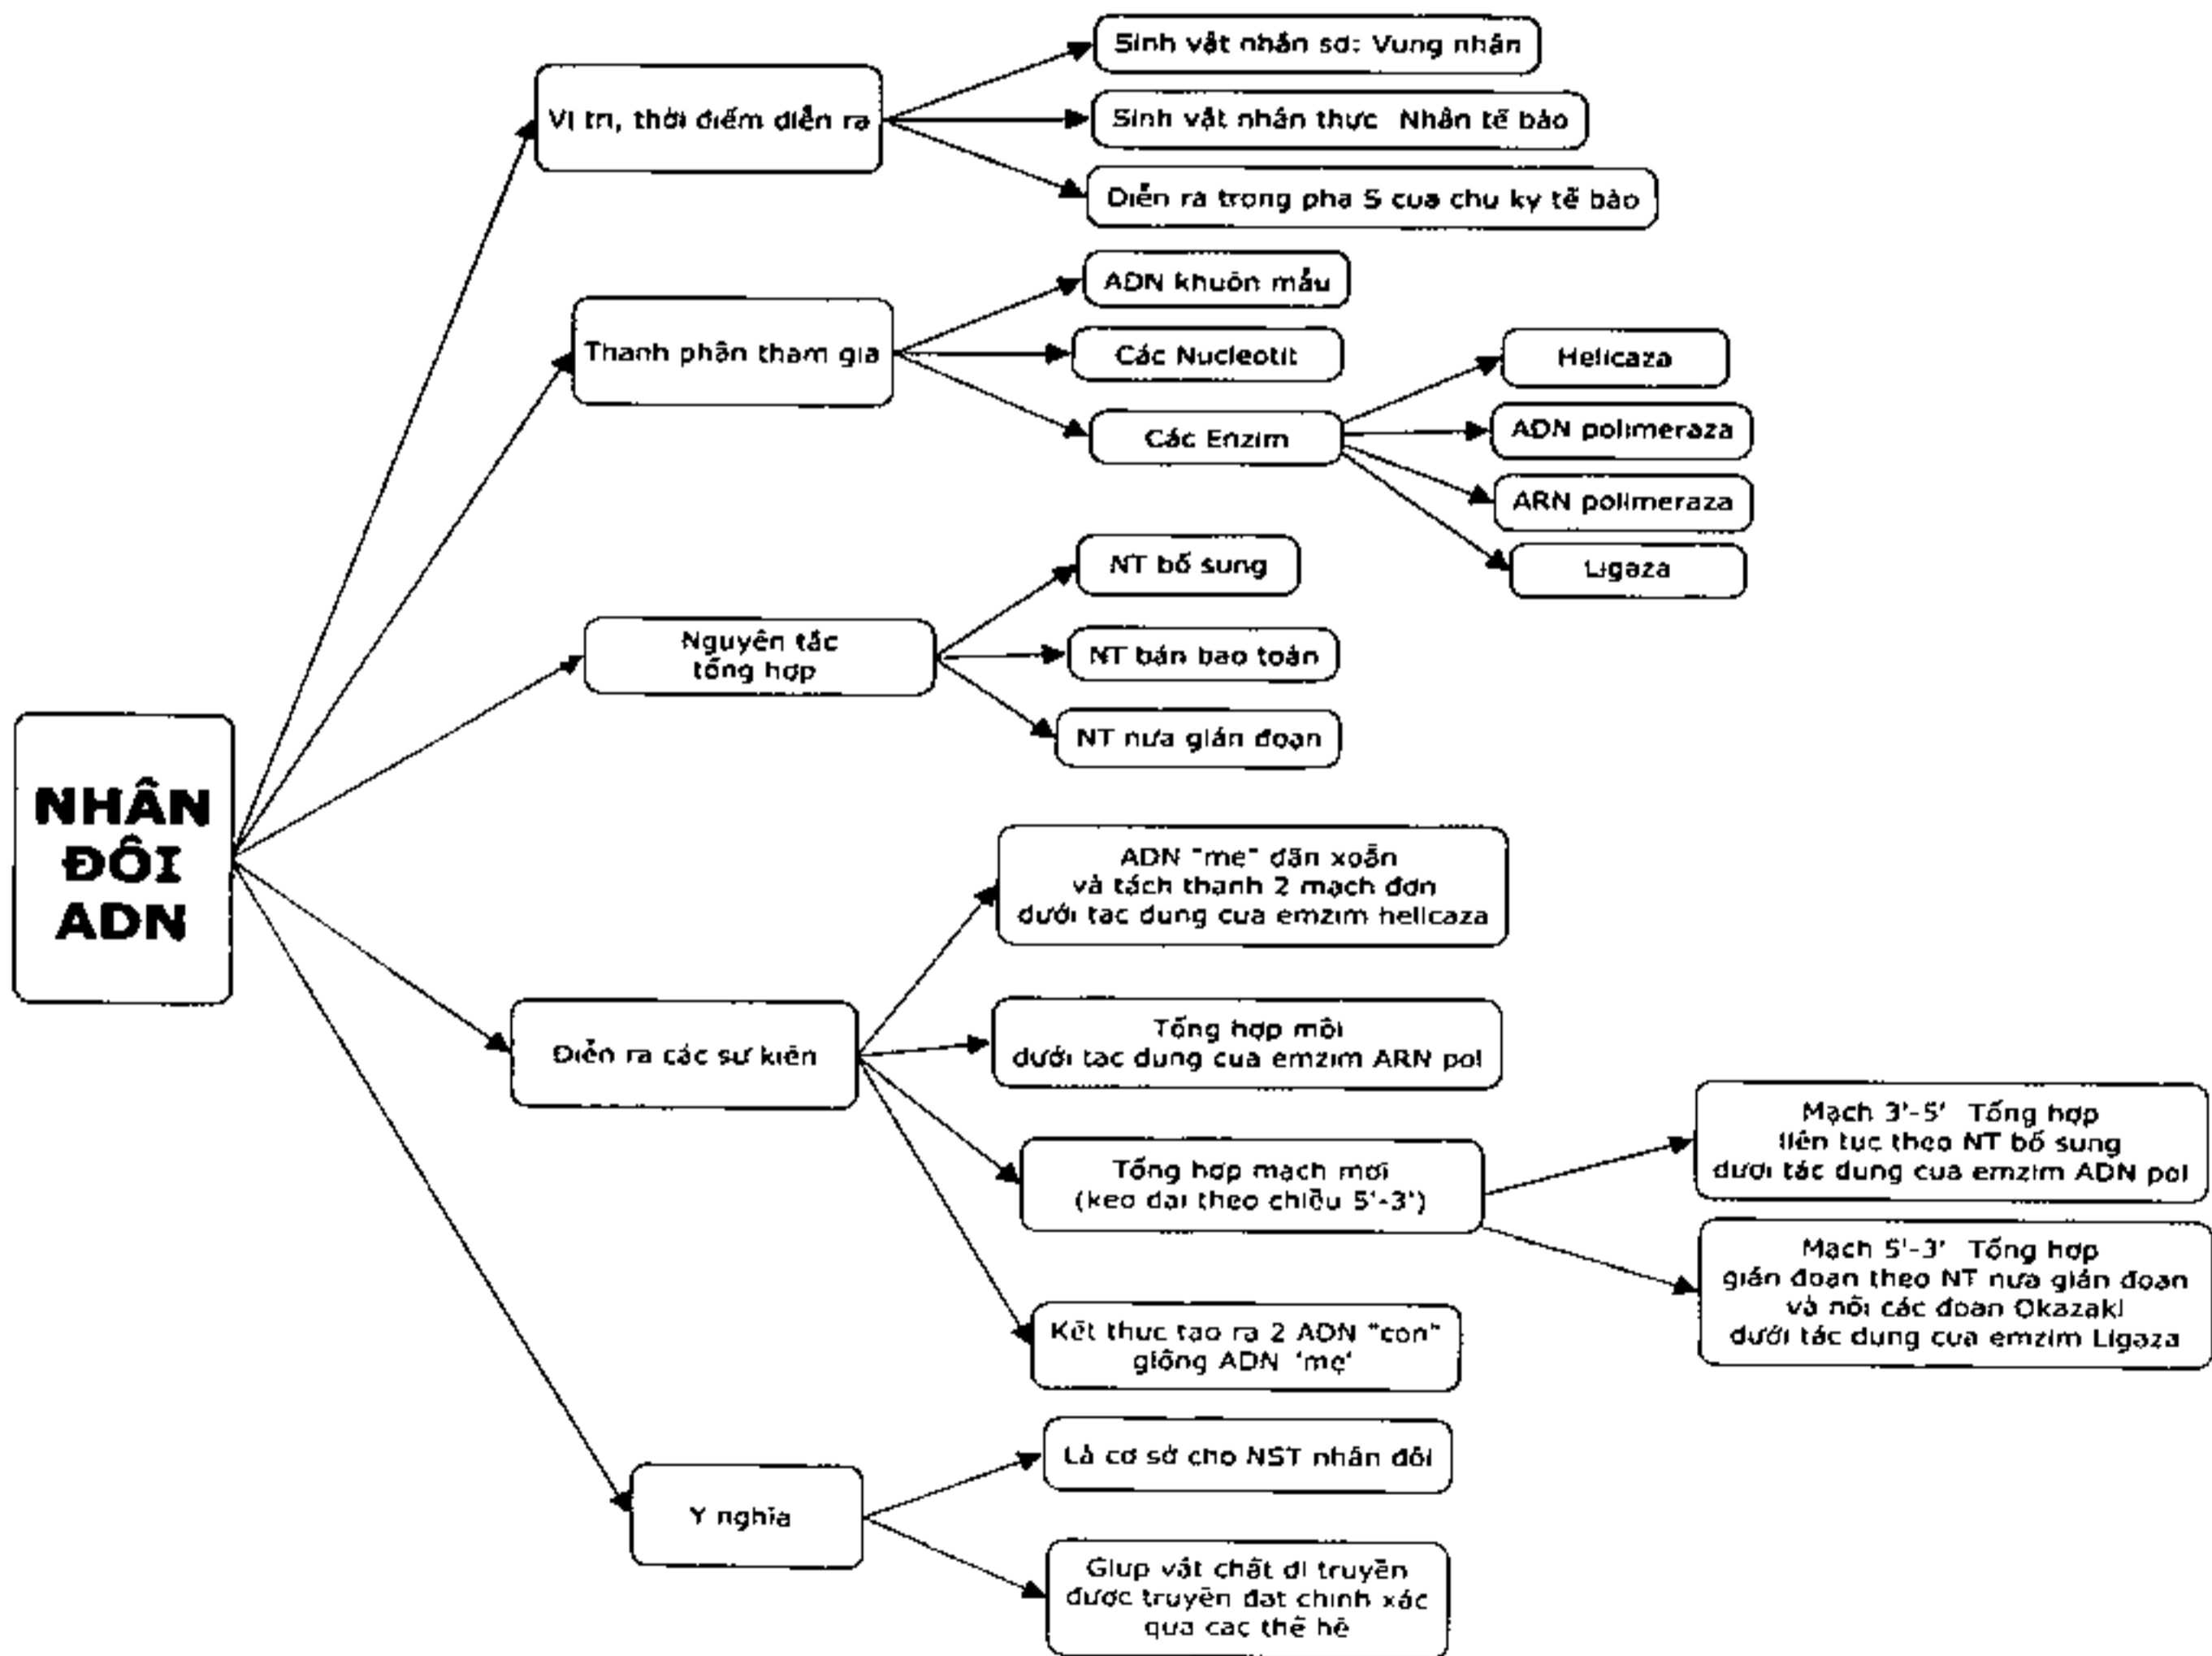 NHÂN
ĐÔI
ADN
Vị trí, thời điểm diễn ra
Sinh vật nhân sơ: Vùng nhân
Sinh vật nhân thực Nhân tế bào
Diễn ra trong pha S của chu kỳ tế bào
Thành phần tham gia
ADN khuôn mẫu
Các Nucleotit
Các Enzim
Helicaza
ADN polimeraza
ARN polimeraza
Ligaza
Nguyên tắc
tổng hợp
NT bổ sung
NT bán bảo toàn
NT nửa gián đoạn
Diễn ra các sự kiện
ADN "mẹ" dãn xoắn
và tách thành 2 mạch đơn
dưới tác dụng của emzim helicaza
Tổng hợp mồi
dưới tác dụng của emzim ARN pol
Tổng hợp mạch mới
(kéo dài theo chiều 5'-3')
Mạch 3'-5' Tổng hợp
liên tục theo NT bổ sung
dưới tác dụng của emzim ADN pol
Mạch 5'-3' Tổng hợp
gián đoạn theo NT nửa gián đoạn
và nối các đoạn Okazaki
dưới tác dụng của emzim Ligaza
Kết thúc tạo ra 2 ADN "con"
giống ADN 'mẹ'
Ý nghĩa
Là cơ sở cho NST nhân đôi
Giúp vật chất di truyền
được truyền đạt chính xác
qua các thế hệ